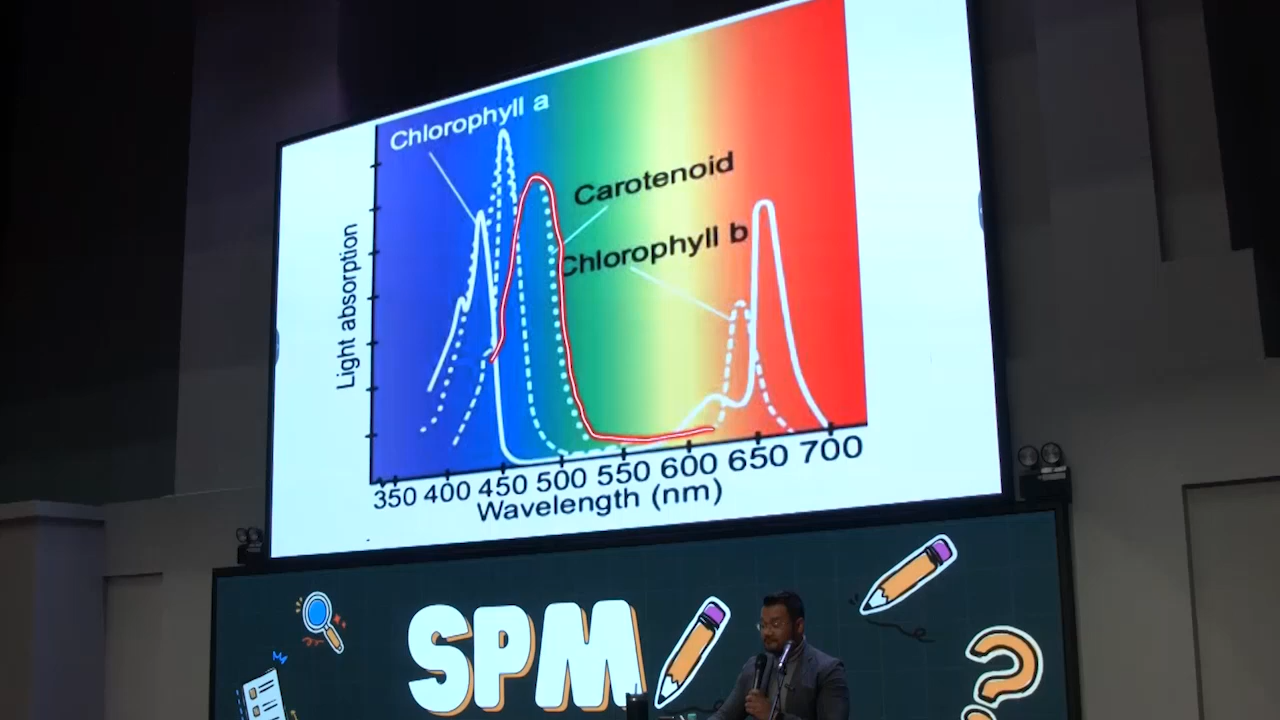 Chlorophyll a
Carotenoid
Chlorophyll b
Light absorption
350 400 450 500 550 600 650 700
Wavelength (nm)
SPM
?